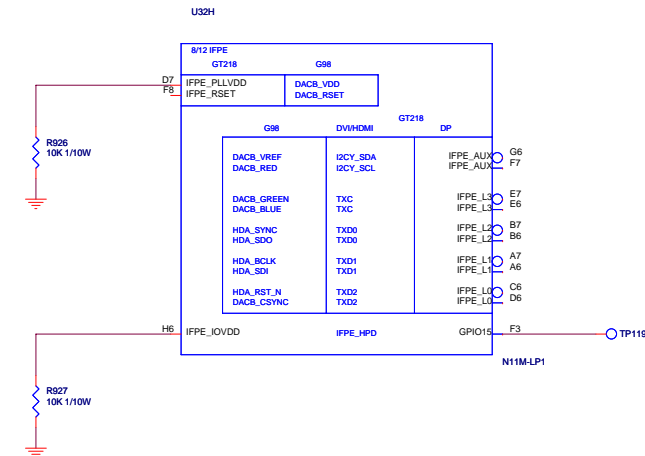 U32H
8/12 IFPE
GT218 G98
D7 IFPE_PLLVDD DACB_VDD
F8 IFPE_RSET DACB_RSET
GT218
G98 DVI/HDMI DP
R926
10K 1/10W
DACB_VREF I2CY_SDA IFPE_AUX G6
DACB_RED I2CY_SCL IFPE_AUX F7
DACB_GREEN TXC IFPE_L3 E7
DACB_BLUE TXC IFPE_L3 E6
HDA_SYNC TXD0 IFPE_L2 B7
HDA_SDO TXD0 IFPE_L2 B6
HDA_BCLK TXD1 IFPE_L1 A7
HDA_SDI TXD1 IFPE_L1 A6
HDA_RST_N TXD2 IFPE_L0 C6
DACB_CSYNC TXD2 IFPE_L0 D6
H6 IFPE_IOVDD IFPE_HPD GPIO15 F3 TP119
N11M-LP1
R927
10K 1/10W